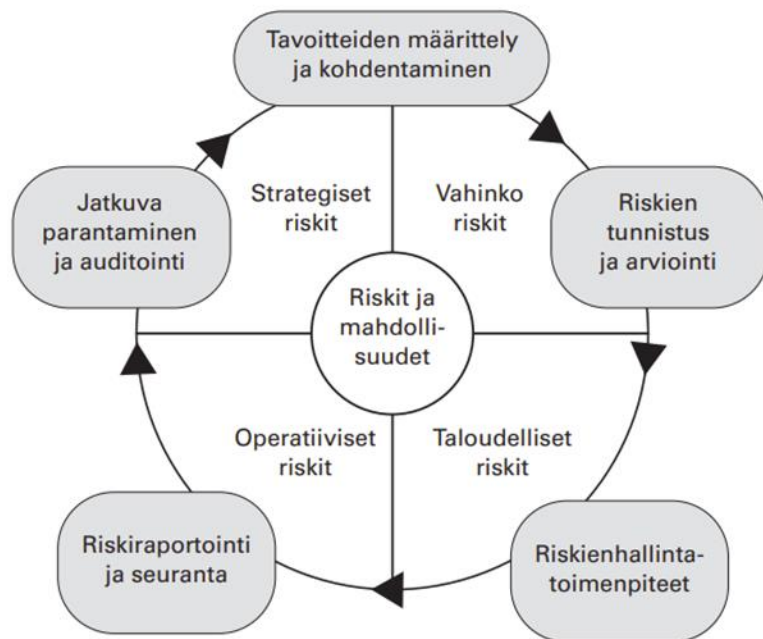 Tavoitteiden määrittely
ja kohdentaminen
Jatkuva
parantaminen
ja auditointi
Strategiset
riskit
Vahinko
riskit
Riskien
tunnistus
ja arviointi
Riskit ja
mahdolli-
suudet
Operatiiviset
riskit
Taloudelliset
riskit
Riskiraportointi
ja seuranta
Riskienhallinta-
toimenpiteet